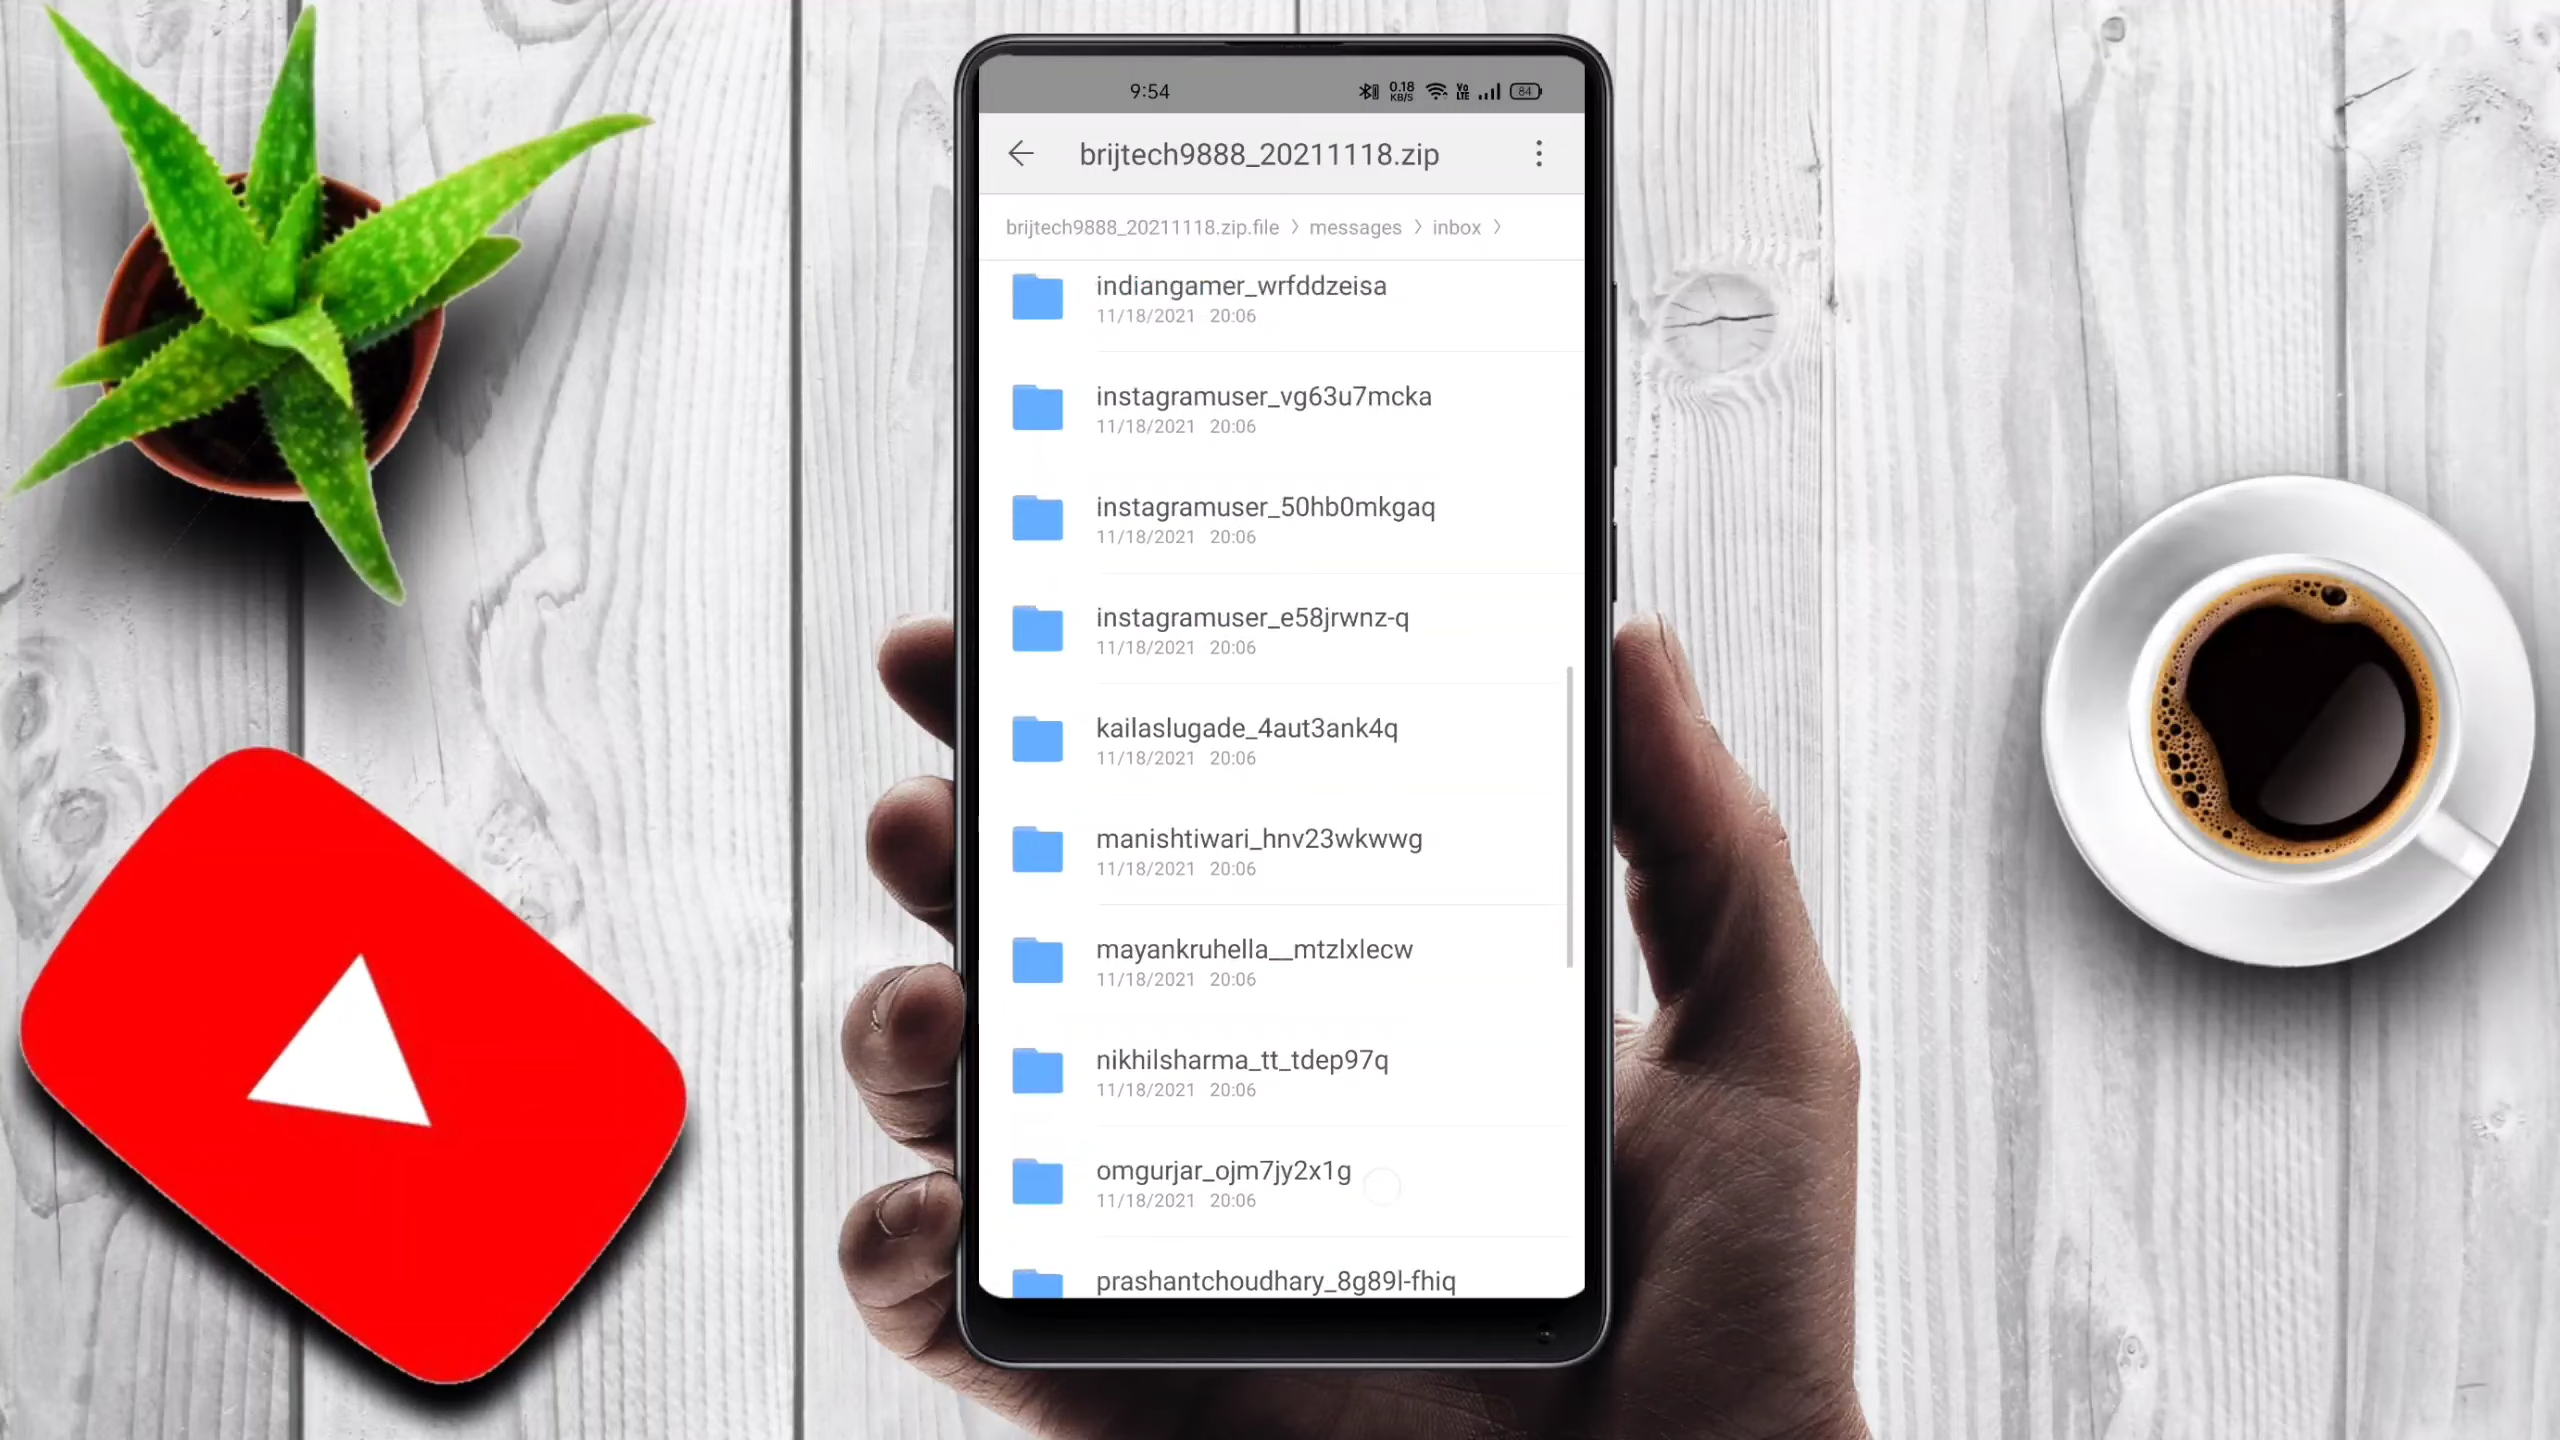 9:54 0.18 KB/S Vo LTE 84
brijtech9888_20211118.zip
brijtech9888_20211118.zip.file > messages > inbox >
indiangamer_wrfddzeisa
11/18/2021 20:06
instagramuser_vg63u7mcka
11/18/2021 20:06
instagramuser_50hb0mkgaq
11/18/2021 20:06
instagramuser_e58jrwnz-q
11/18/2021 20:06
kailaslugade_4aut3ank4q
11/18/2021 20:06
manishtiwari_hnv23wkwwg
11/18/2021 20:06
mayankruhella__mtzlxlecw
11/18/2021 20:06
nikhilsharma_tt_tdep97q
11/18/2021 20:06
omgurjar_ojm7jy2x1g
11/18/2021 20:06
prashantchoudhary_8g89l-fhiq